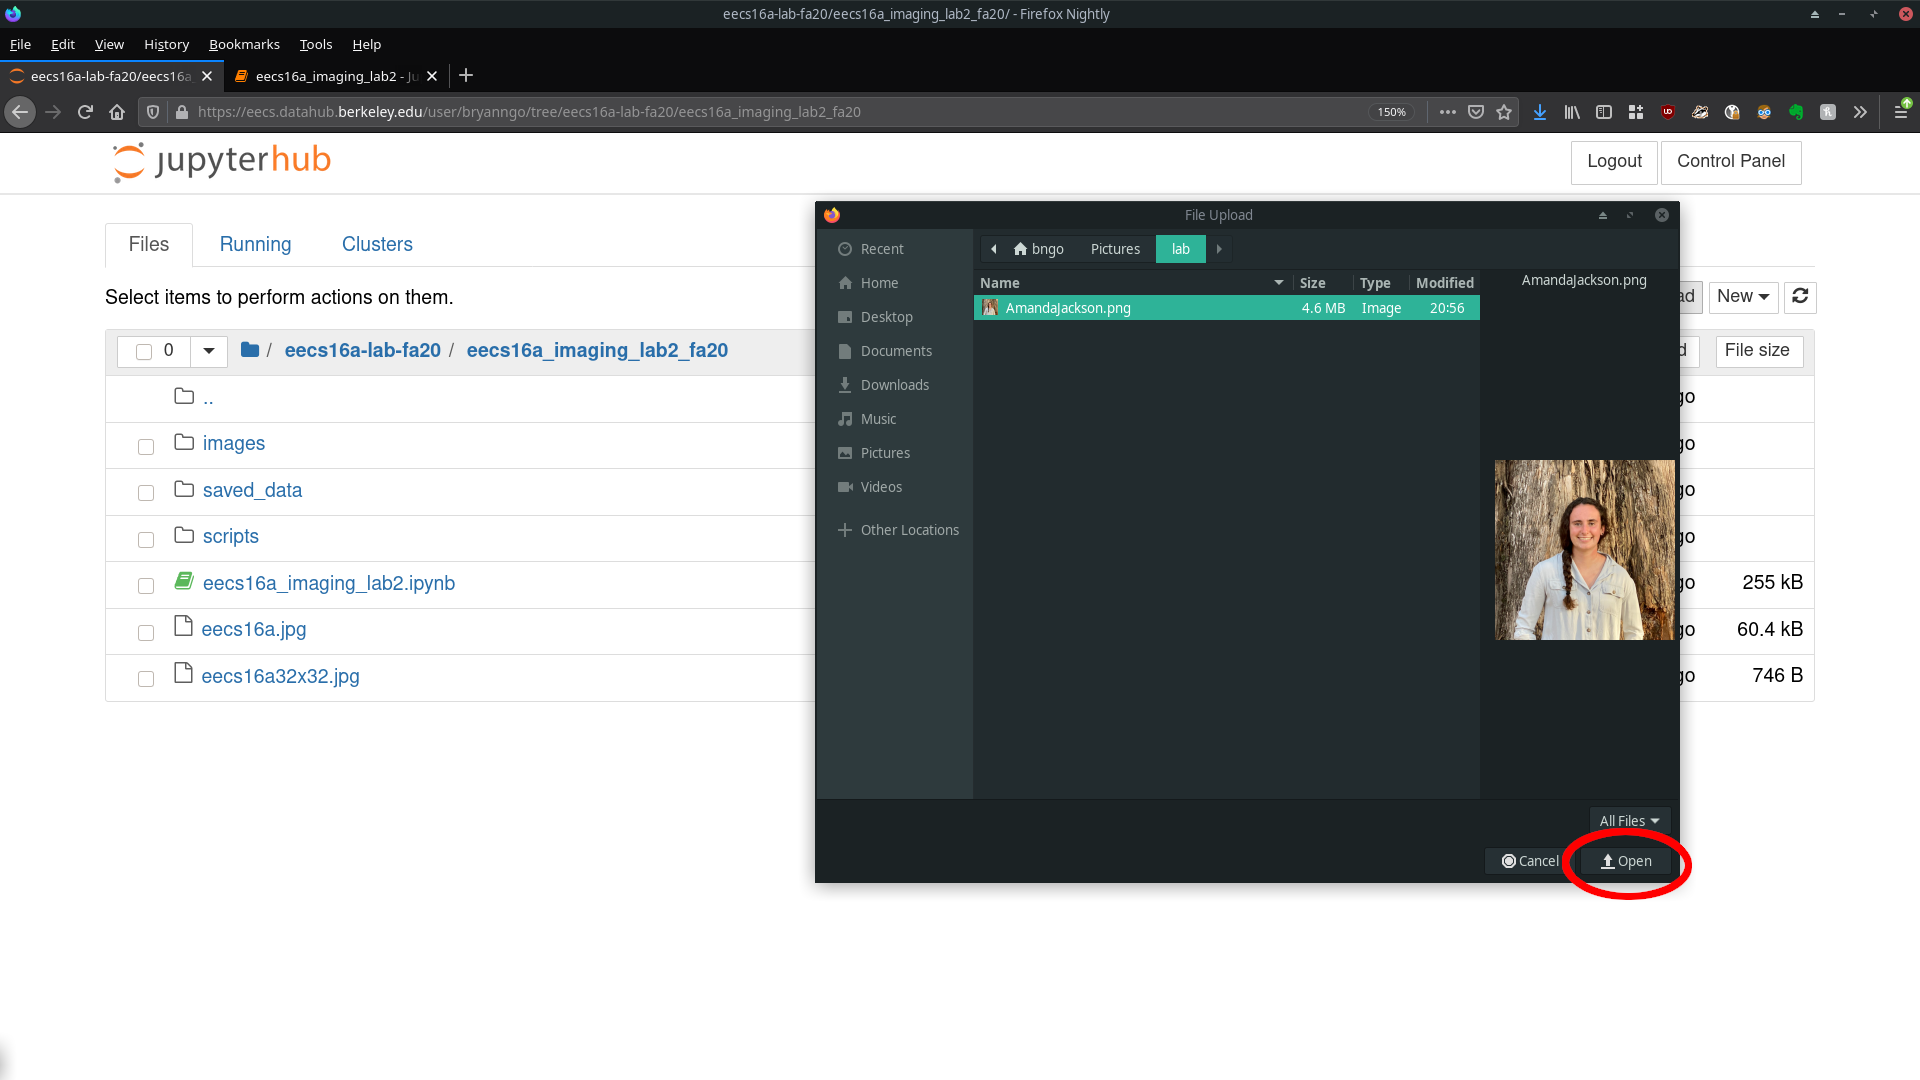 eecs16a-lab-fa20/eecs16a_imaging_lab2_fa20/ - Firefox Nightly
File Edit View History Bookmarks Tools Help
eecs16a-lab-fa20/eecs16a_ eecs16a_imaging_lab2 - Ju
https://eecs.datahub.berkeley.edu/user/bryanngo/tree/eecs16a-lab-fa20/eecs16a_imaging_lab2_fa20 150%
jupyterhub Logout Control Panel
Files Running Clusters
Select items to perform actions on them.
ad New
0 / eecs16a-lab-fa20 / eecs16a_imaging_lab2_fa20
d File size
.. go
images go
saved_data go
scripts go
eecs16a_imaging_lab2.ipynb go 255 kB
eecs16a.jpg go 60.4 kB
eecs16a32x32.jpg go 746 B
File Upload
Recent
Home
Desktop
Documents
Downloads
Music
Pictures
Videos
Other Locations
bngo Pictures lab
Name Size Type Modified
AmandaJackson.png 4.6 MB Image 20:56
AmandaJackson.png
All Files
Cancel Open